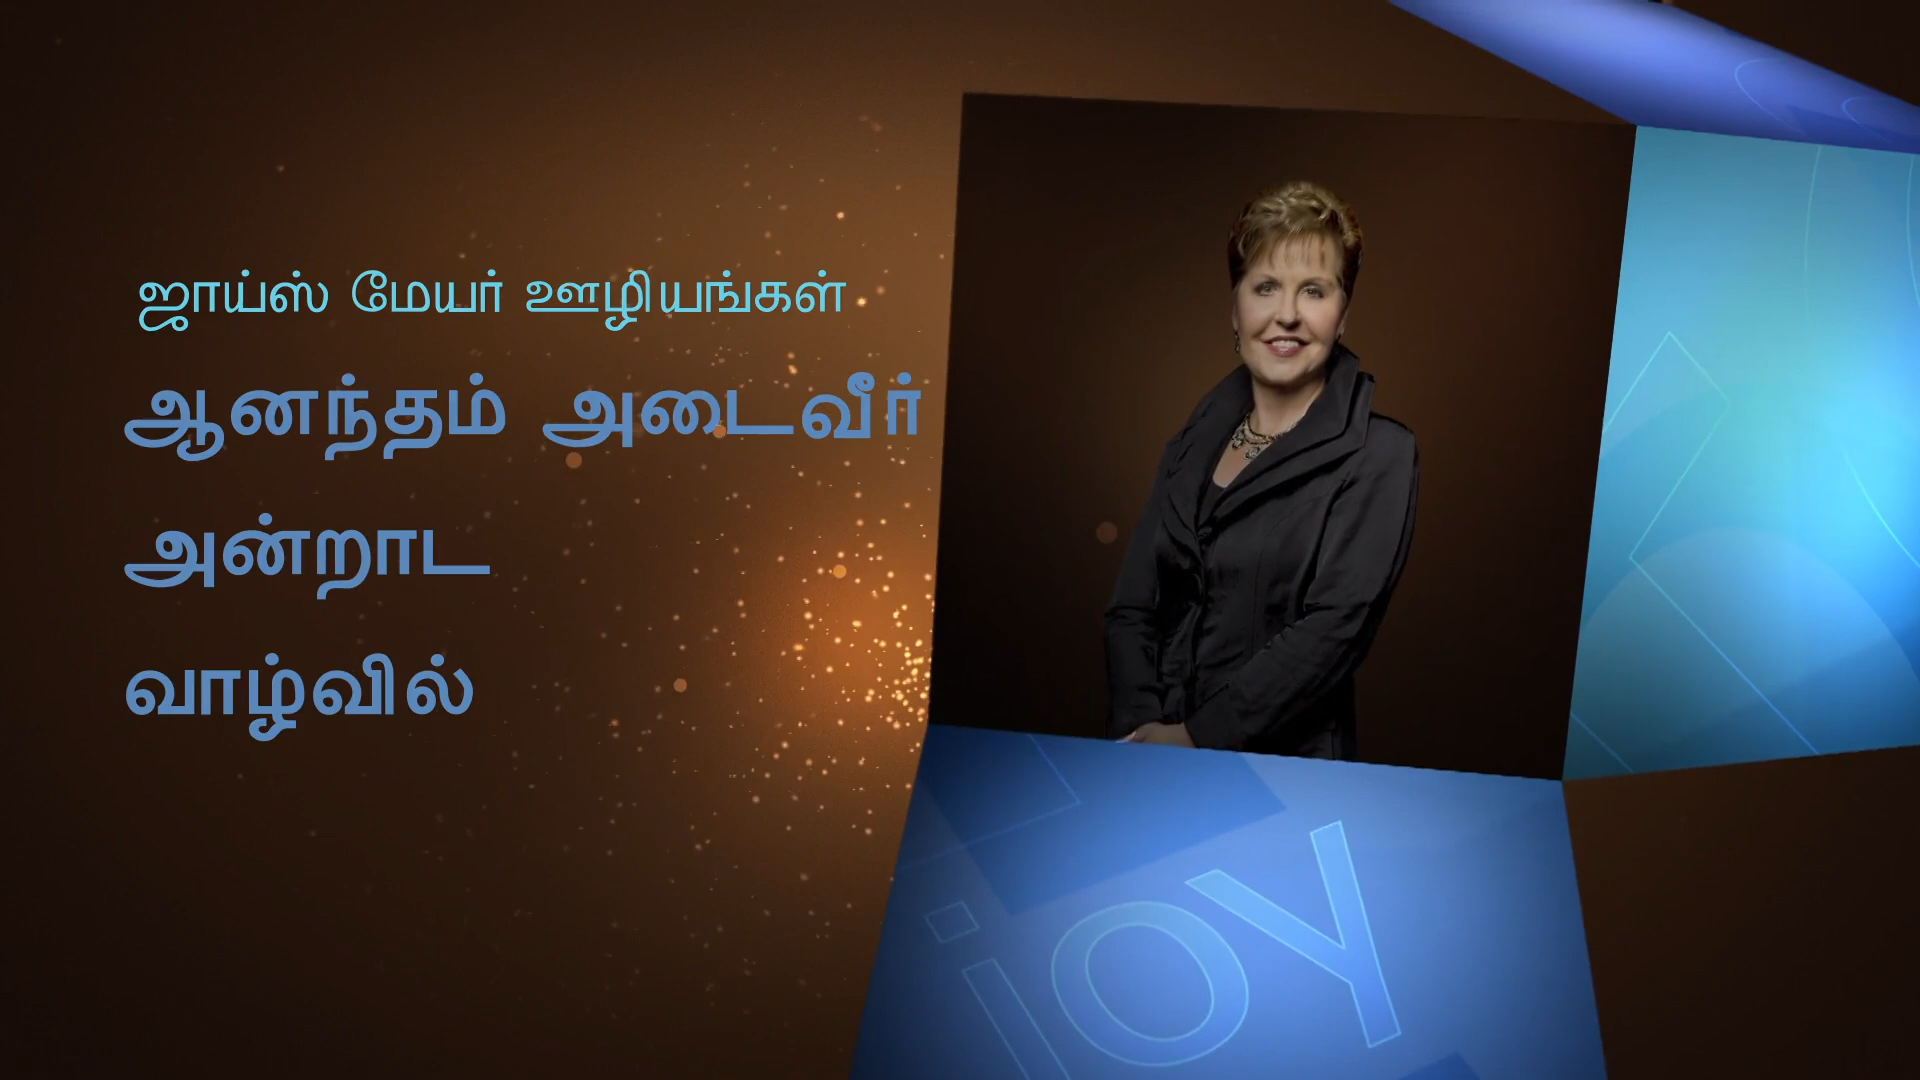 ஜாய்ஸ் மேயர் ஊழியங்கள்
ஆனந்தம் அடைவீர்
அன்றாட
வாழ்வில்
joy